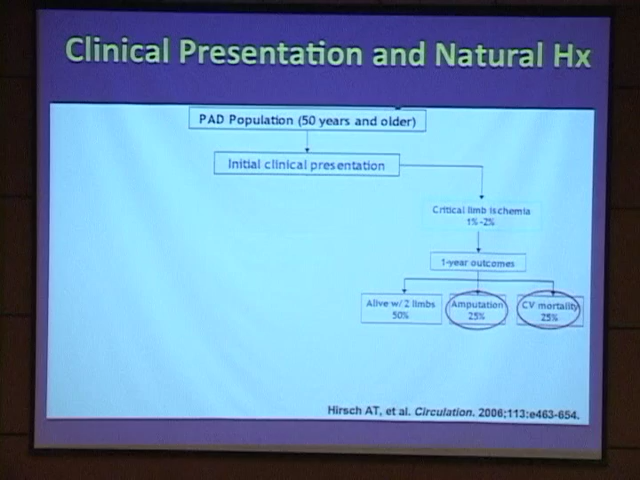 Clinical Presentation and Natural Hx
PAD Population (50 years and older)
Initial clinical presentation
Critical limb ischemia
1%-2%
1-year outcomes
Alive w/ 2 limbs
50%
Amputation
25%
CV mortality
25%
Hirsch AT, et al. Circulation. 2006;113:e463-654.